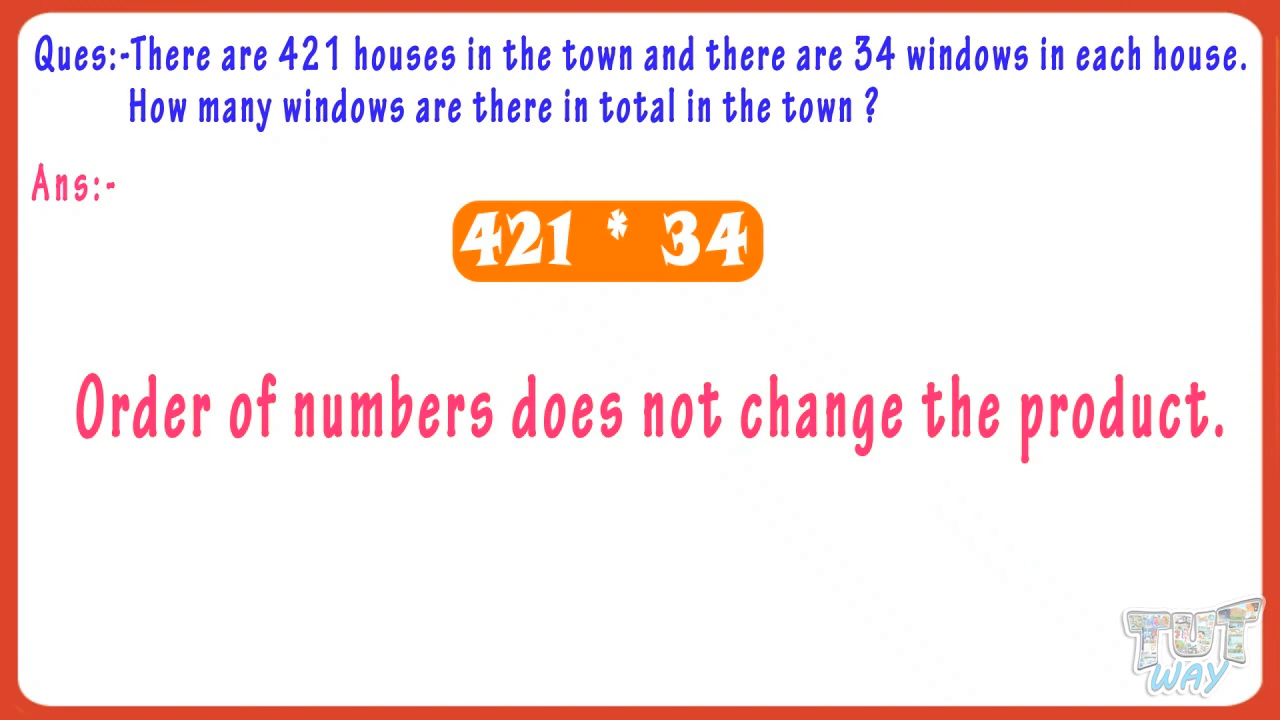 Ques:-There are 421 houses in the town and there are 34 windows in each house.
How many windows are there in total in the town ?
Ans:-
421 * 34
Order of numbers does not change the product.
TUT
WAY